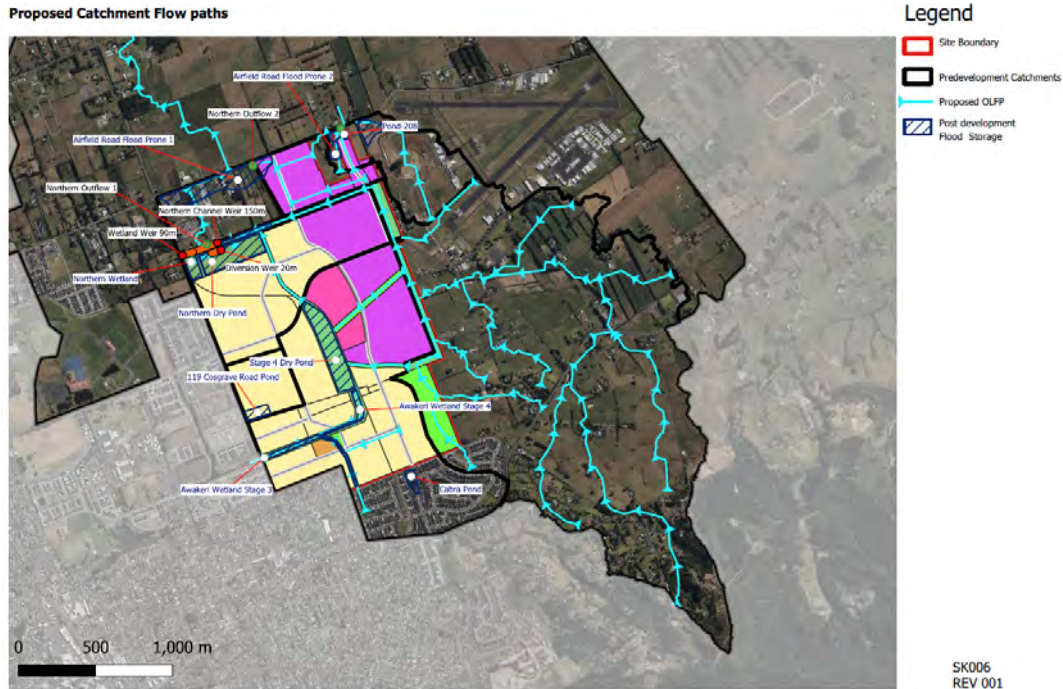 Proposed Catchment Flow paths
Legend
Site Boundary
Predevelopment Catchments
Proposed OLFP
Post development
Flood Storage
Airfield Road Flood Prone 2
Northern Outflow 2
Pond-208
Airfield Road Flood Prone 1
Northern Outflow 1
Northern Channel Weir 150m
Wetland Weir 90m
Diversion Weir 20m
Northern Wetland
Northern Dry Pond
Stage 4 Dry Pond
119 Cosgrave Road Pond
Awakeri Wetland Stage 4
Awakeri Wetland Stage 3
Cabra Pond
0 500 1,000 m
SK006
REV 001